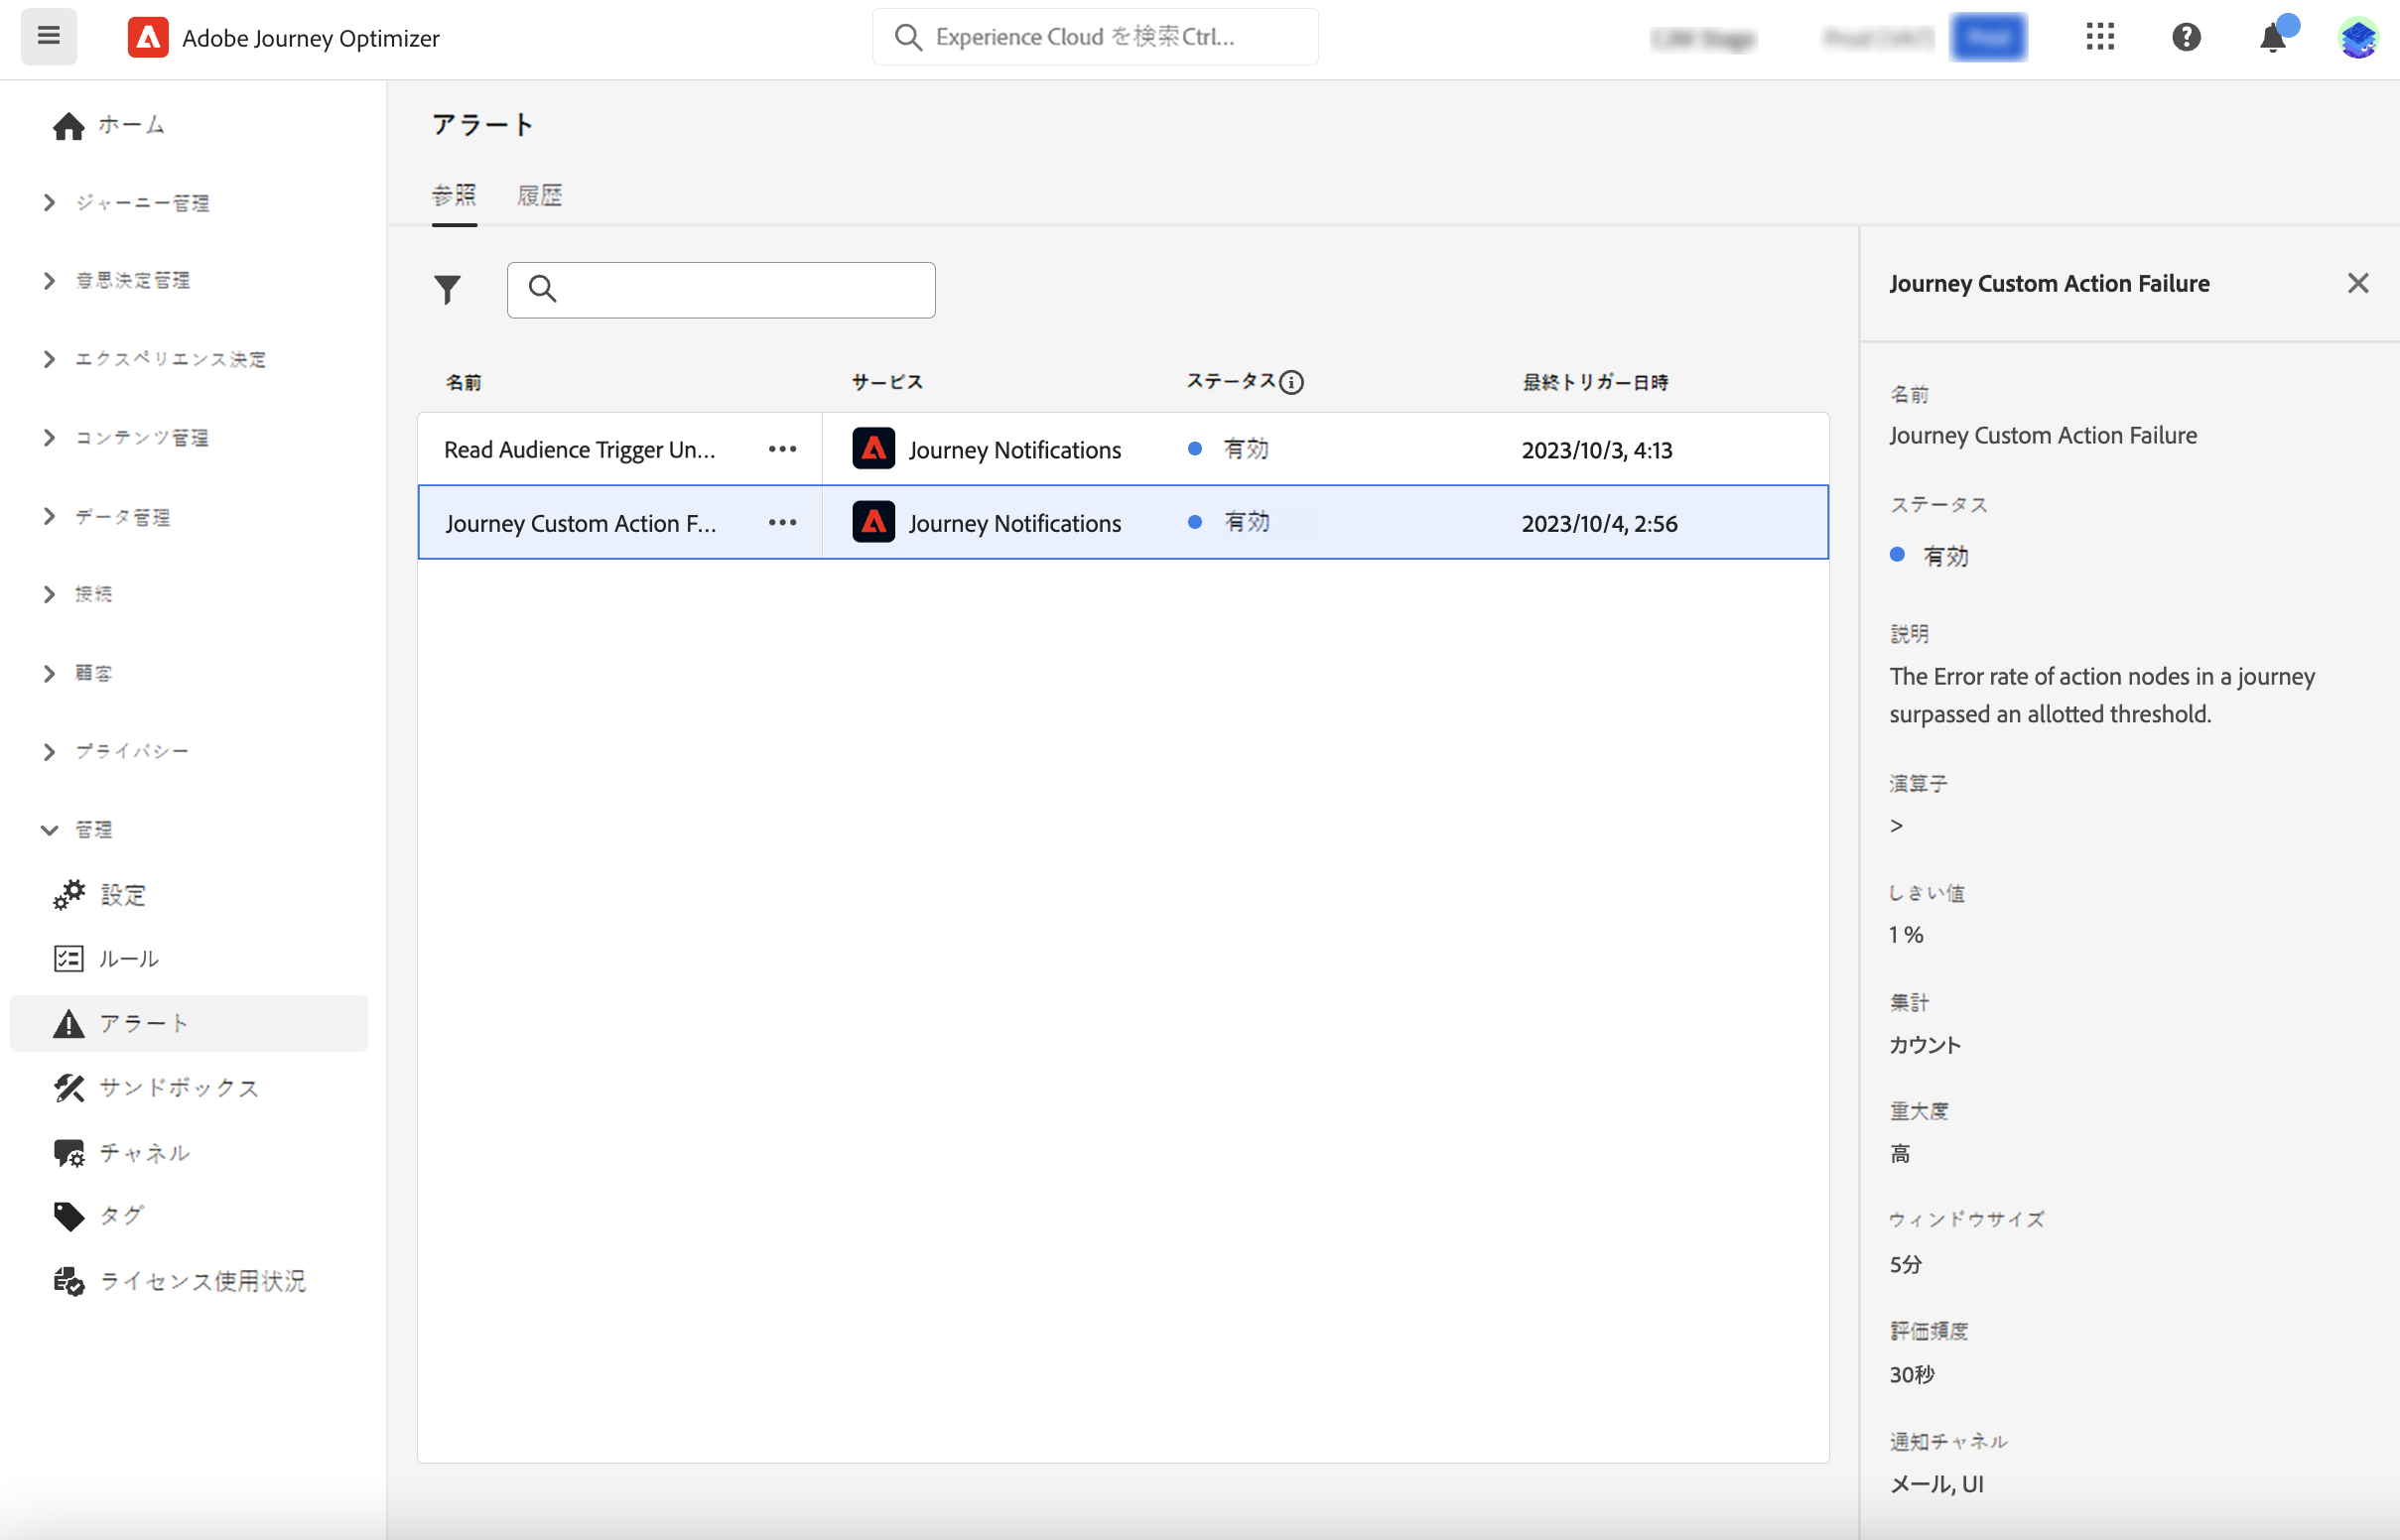 Adobe Journey Optimizer
Experience Cloud を検索Ctrl...
ホーム
ジャーニー管理
意思決定管理
エクスペリエンス決定
コンテンツ管理
データ管理
接続
顧客
プライバシー
管理
設定
ルール
アラート
サンドボックス
チャネル
タグ
ライセンス使用状況
アラート
参照 履歴
名前 サービス ステータス 最終トリガー日時
Read Audience Trigger Un... Journey Notifications 有効 2023/10/3, 4:13
Journey Custom Action F... Journey Notifications 有効 2023/10/4, 2:56
Journey Custom Action Failure
名前
Journey Custom Action Failure
ステータス
有効
説明
The Error rate of action nodes in a journey
surpassed an allotted threshold.
演算子
>
しきい値
1 %
集計
カウント
重大度
高
ウィンドウサイズ
5分
評価頻度
30秒
通知チャネル
メール, UI